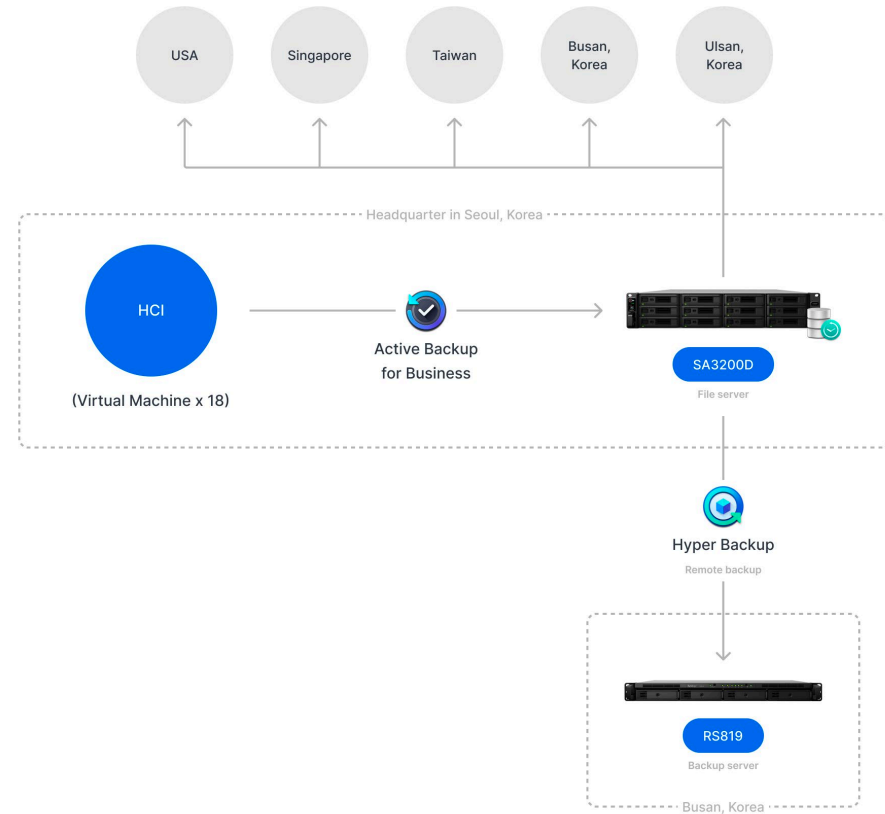 USA
Singapore
Taiwan
Busan,
Korea
Ulsan,
Korea
Headquarter in Seoul, Korea
HCI
(Virtual Machine x 18)
Active Backup
for Business
SA3200D
File server
Hyper Backup
Remote backup
RS819
Backup server
Busan, Korea